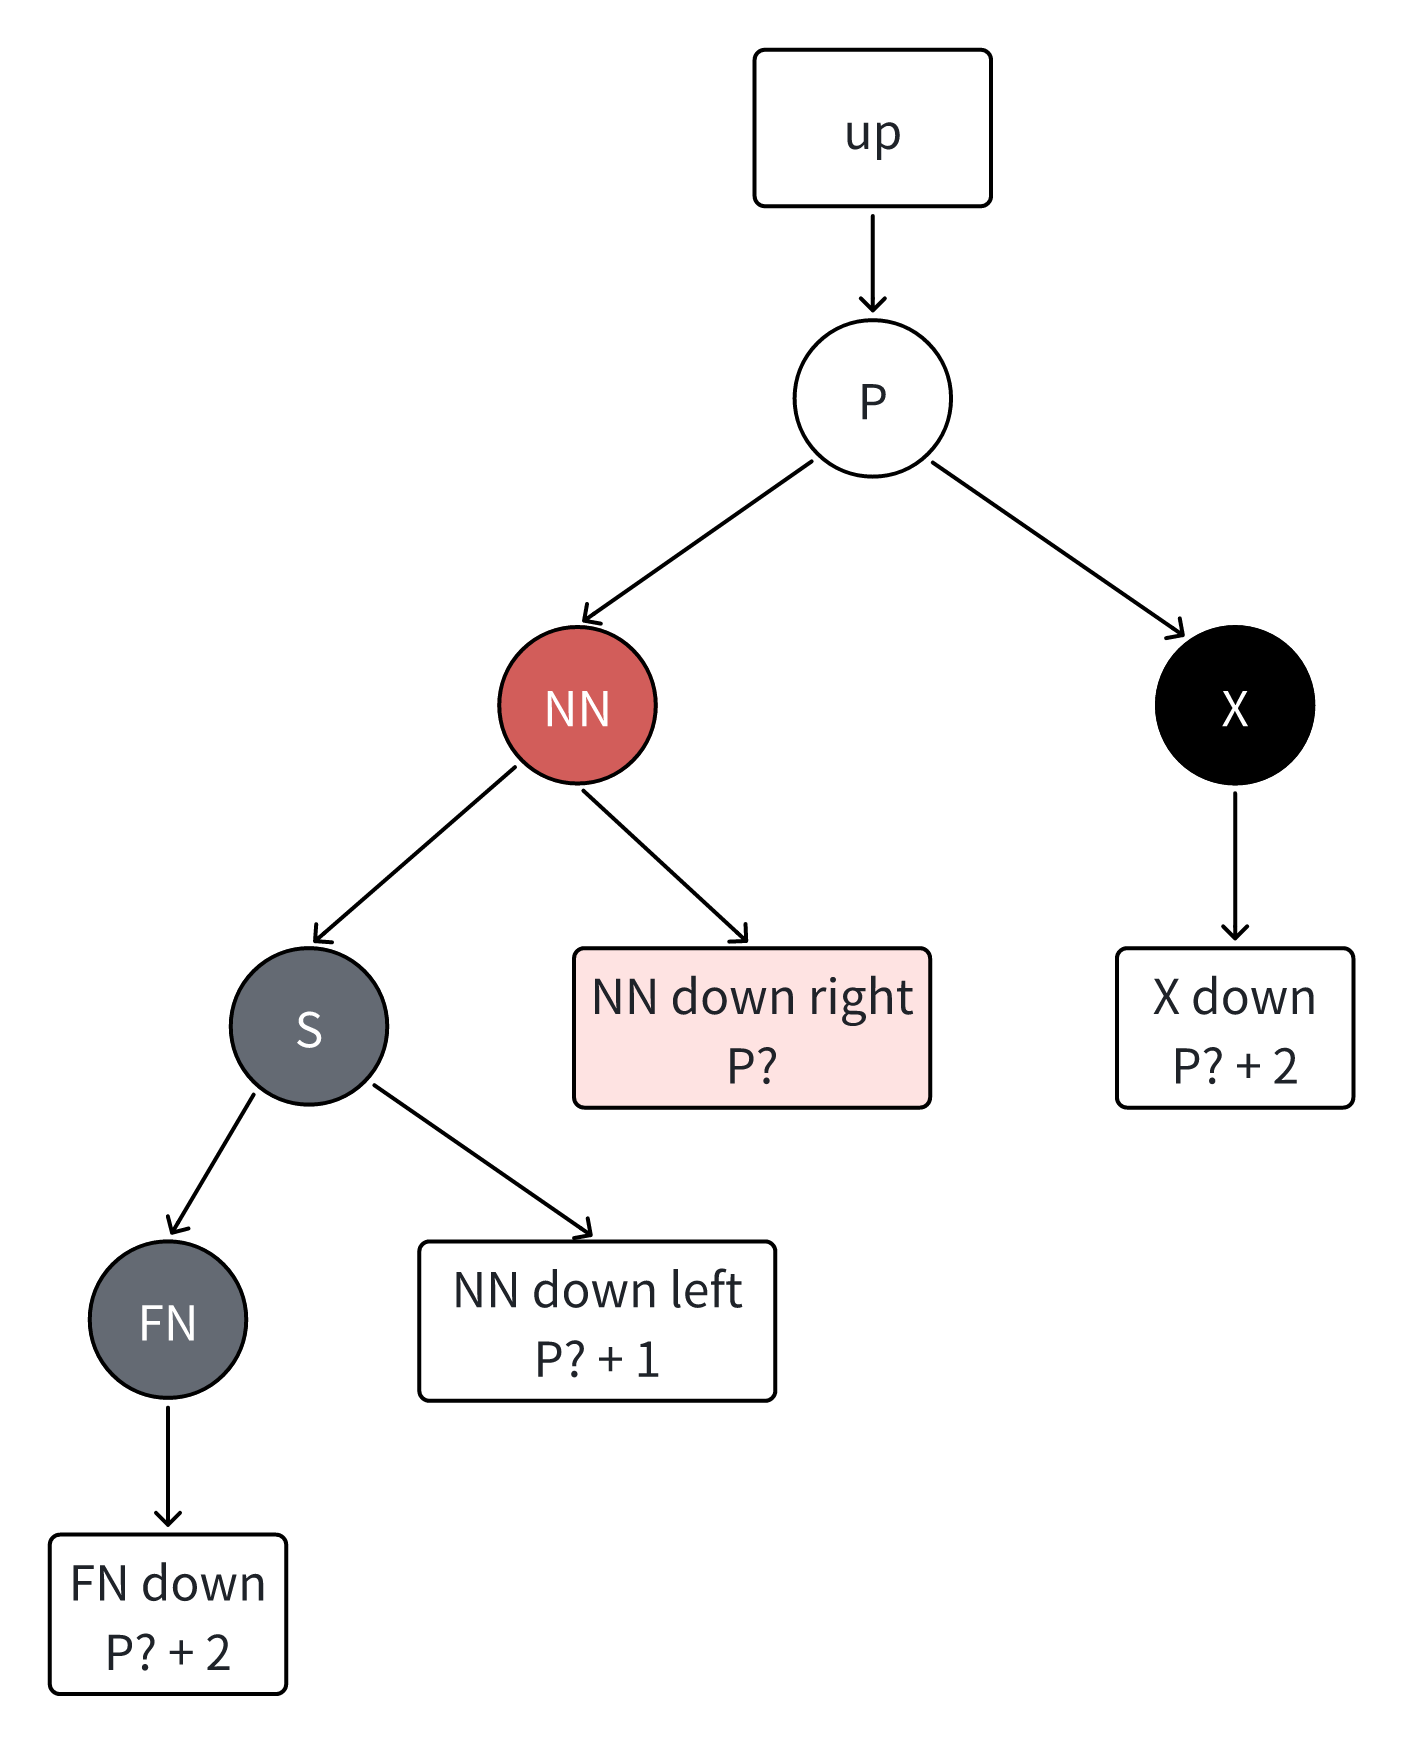 up
P
NN
X
S
NN down right
P?
X down
P? + 2
FN
NN down left
P? + 1
FN down
P? + 2